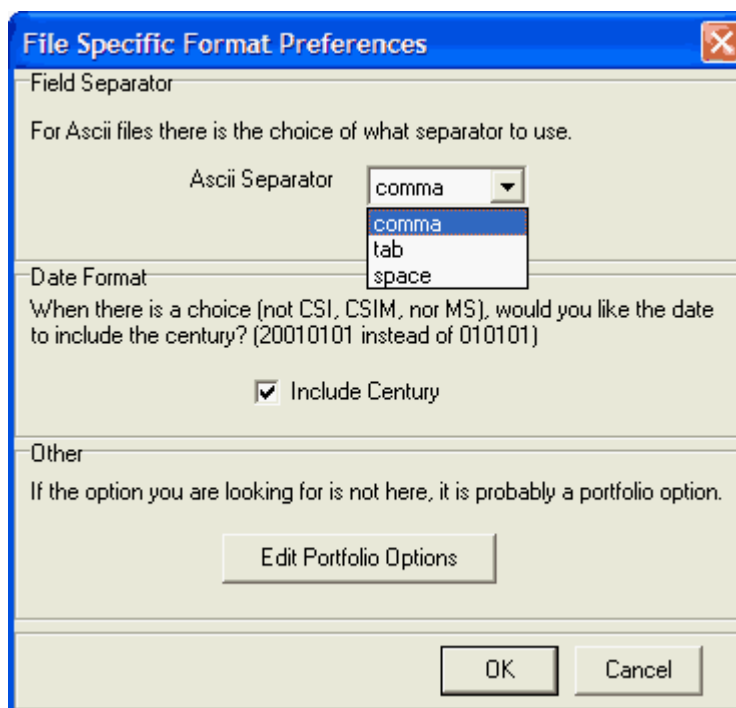 File Specific Format Preferences
Field Separator
For Ascii files there is the choice of what separator to use.
Ascii Separator
comma
comma
tab
space
Date Format
When there is a choice (not CSI, CSIM, nor MS), would you like the date
to include the century? (20010101 instead of 010101)
Include Century
Other
If the option you are looking for is not here, it is probably a portfolio option.
Edit Portfolio Options
OK
Cancel